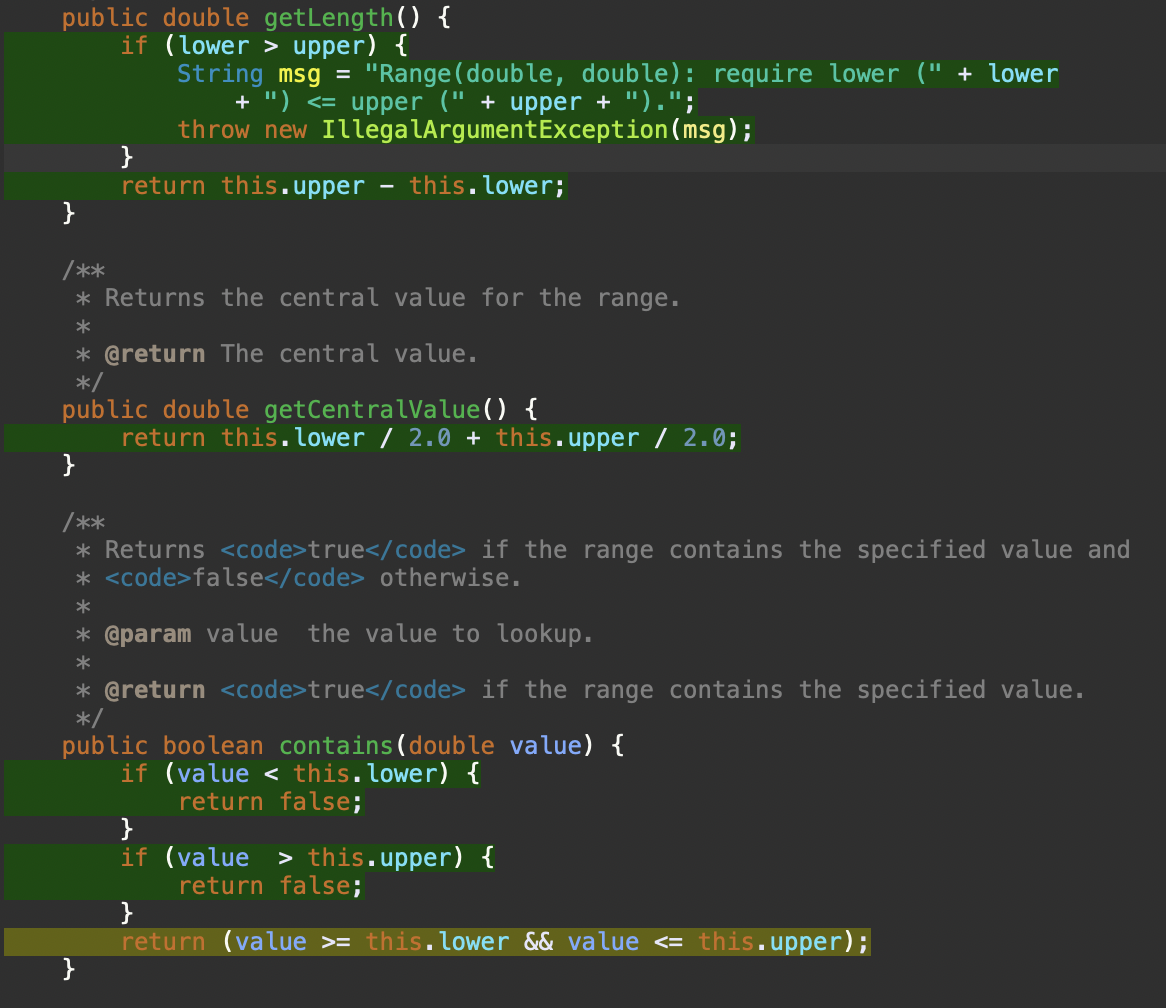 public double getLength() {
if (lower > upper) {
String msg = "Range(double, double): require lower (" + lower
+ ") <= upper (" + upper + ").";
throw new IllegalArgumentException(msg);
}
return this.upper - this.lower;
}
/**
* Returns the central value for the range.
*
* @return The central value.
*/
public double getCentralValue() {
return this.lower / 2.0 + this.upper / 2.0;
}
/**
* Returns <code>true</code> if the range contains the specified value and
* <code>false</code> otherwise.
*
* @param value  the value to lookup.
*
* @return <code>true</code> if the range contains the specified value.
*/
public boolean contains(double value) {
if (value < this.lower) {
return false;
}
if (value  > this.upper) {
return false;
}
return (value >= this.lower && value <= this.upper);
}